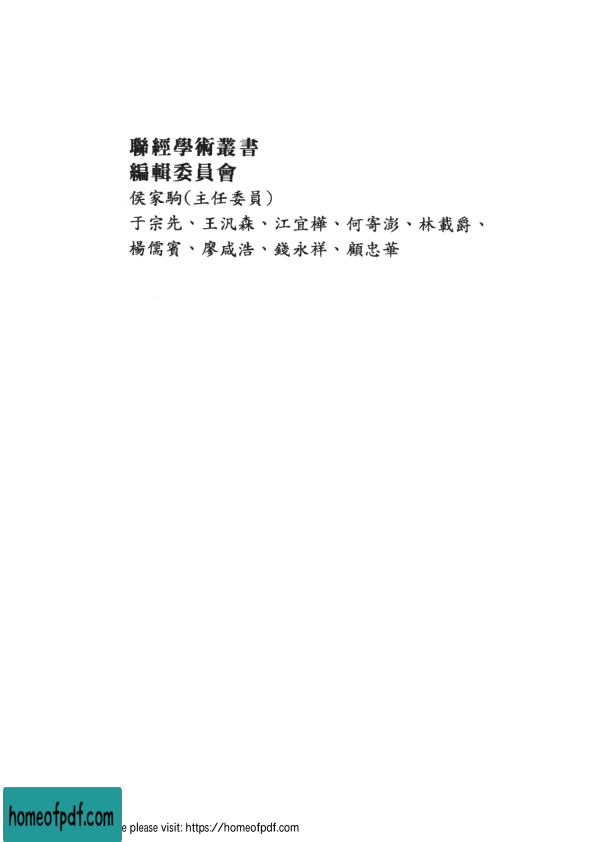 聯經學術叢書
編輯委員會
侯家駒(主任委員)
于宗先、王汎森、江宜樺、何寄澎、林載爵、
楊儒賓、廖咸浩、錢永祥、顧忠華
homeofpdf.com
e please visit: https://homeofpdf.com